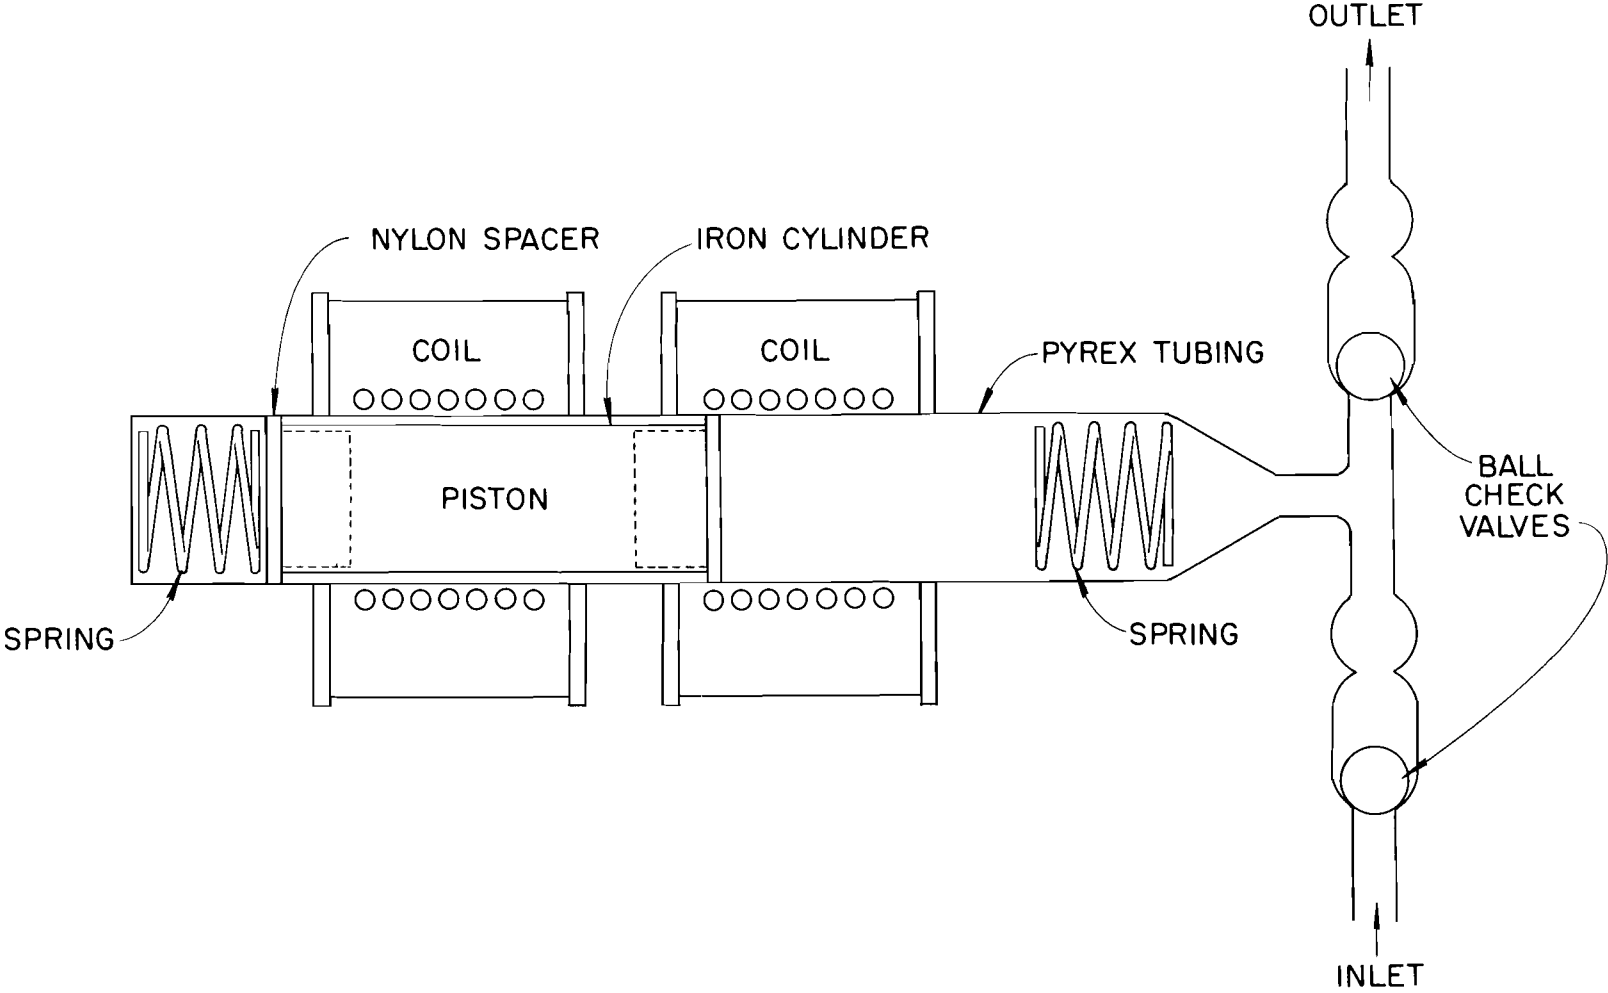 OUTLET
NYLON SPACER
IRON CYLINDER
COIL
COIL
PYREX TUBING
PISTON
BALL
CHECK
VALVES
SPRING
SPRING
INLET